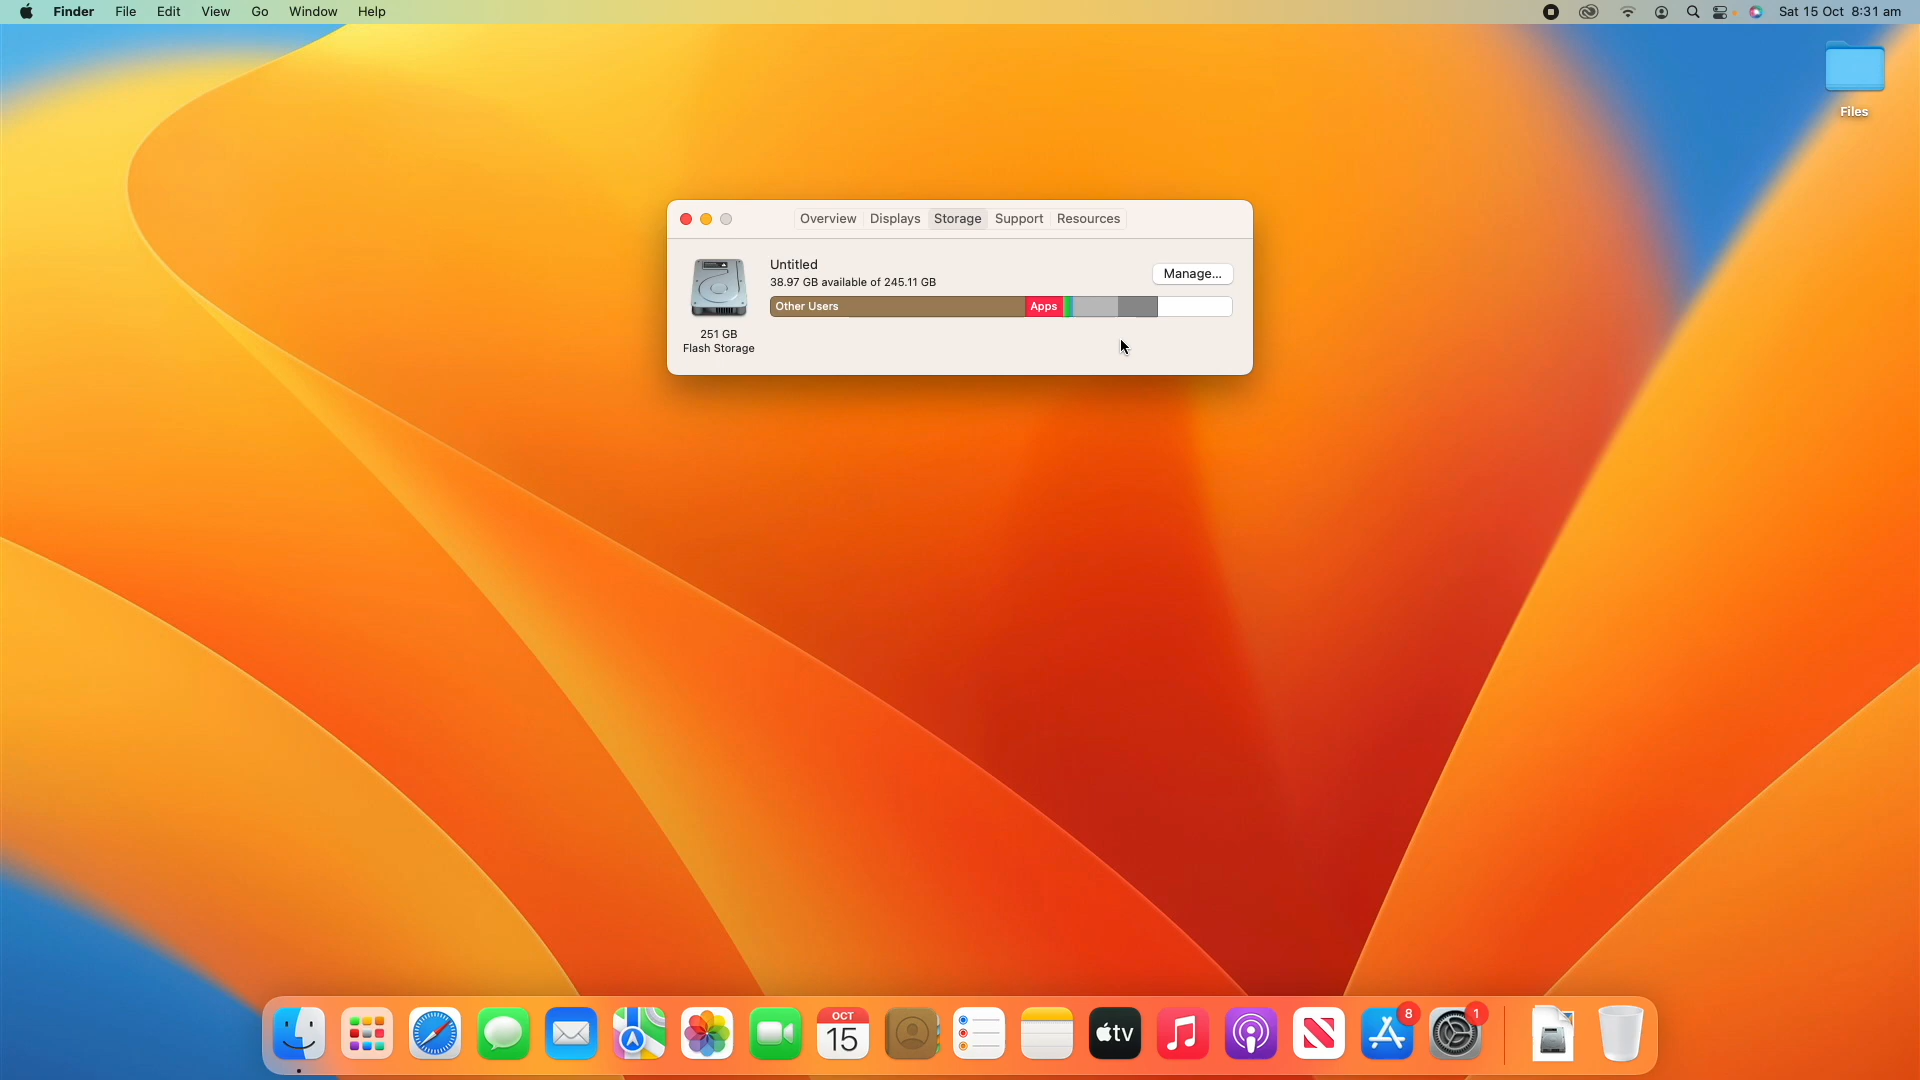 Finder File Edit View Go Window Help
Sat 15 Oct 8:31 am
Files
Overview Displays Storage Support Resources
Untitled
38.97 GB available of 245.11 GB
Manage...
Other Users Apps
251 GB
Flash Storage
OCT
15
tv
8
1